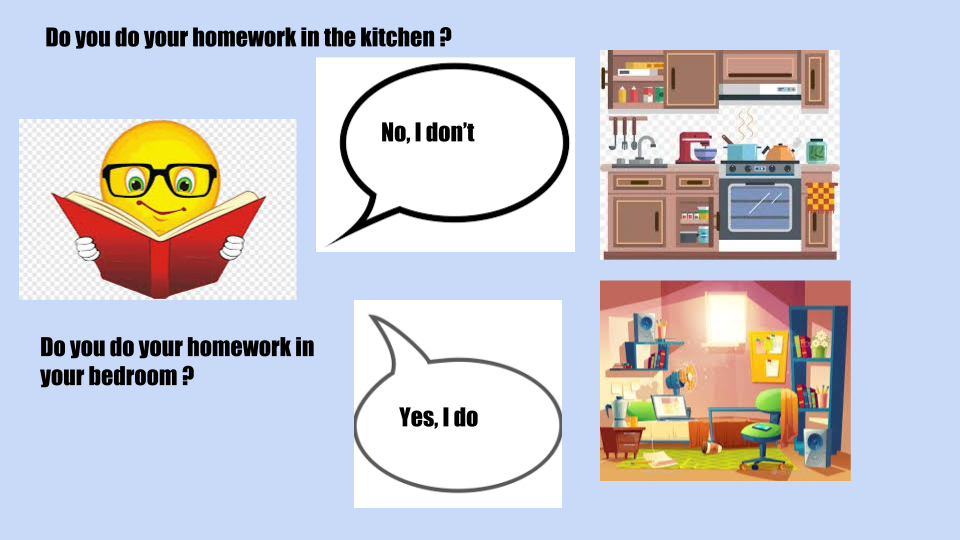 Do you do your homework in the kitchen ?
No, I don't
Do you do your homework in
your bedroom ?
Yes, I do